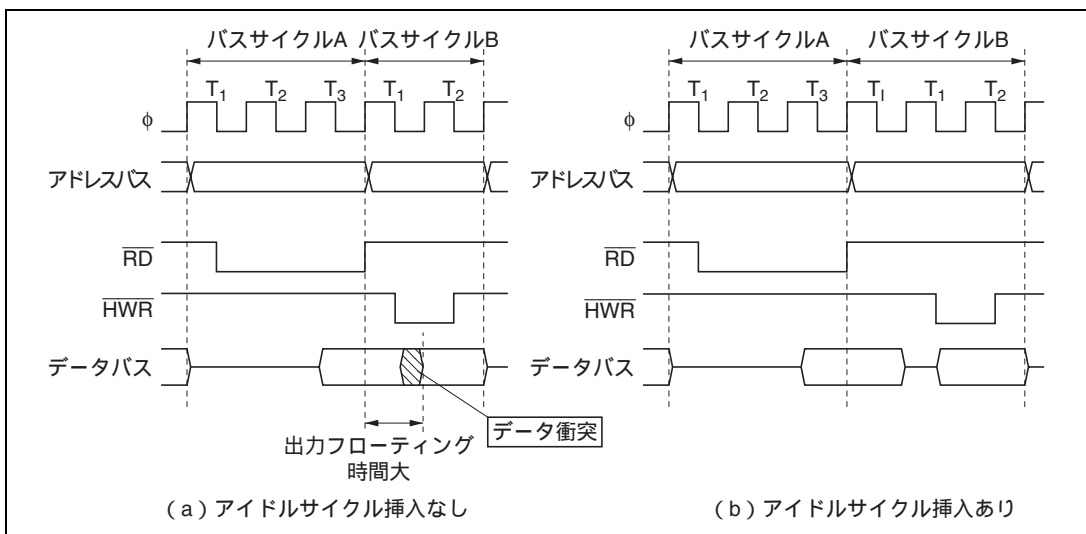 バスサイクルA バスサイクルB
T1 T2 T3 T1 T2
φ
アドレスバス
RD
HWR
データバス
データ衝突
出力フローティング
時間大
（a）アイドルサイクル挿入なし
バスサイクルA バスサイクルB
T1 T2 T3 TI T1 T2
φ
アドレスバス
RD
HWR
データバス
（b）アイドルサイクル挿入あり